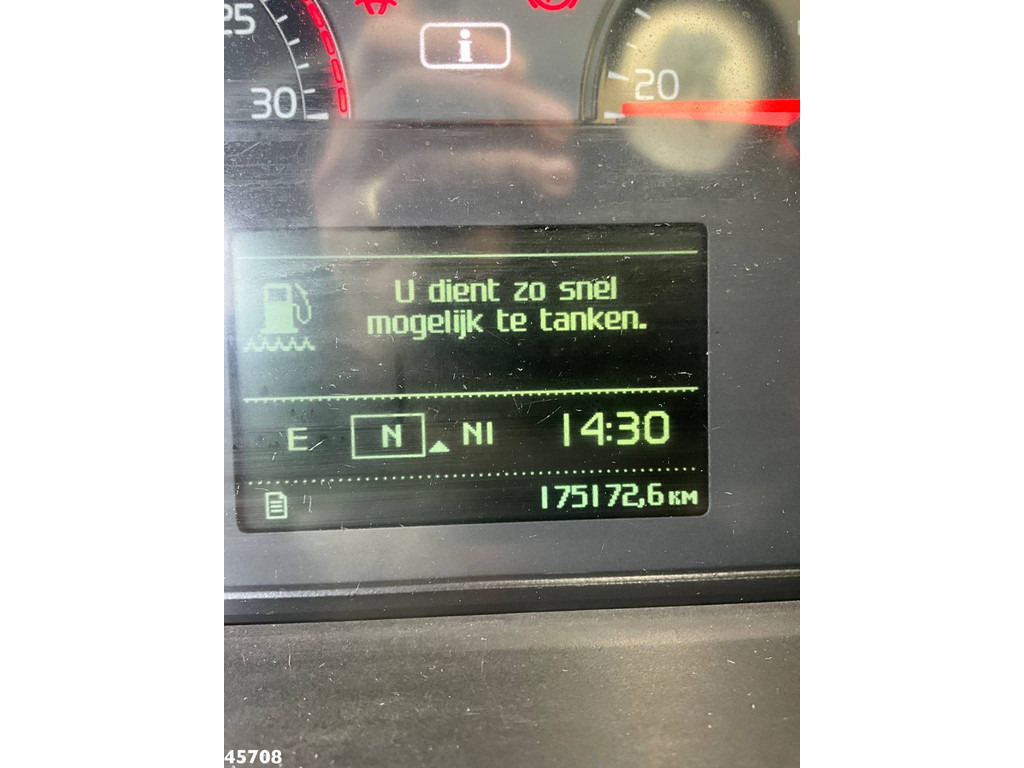 25
30
i
20
U dient zo snel
mogelijk te tanken.
E N NI 14:30
175172,6 KM
45708